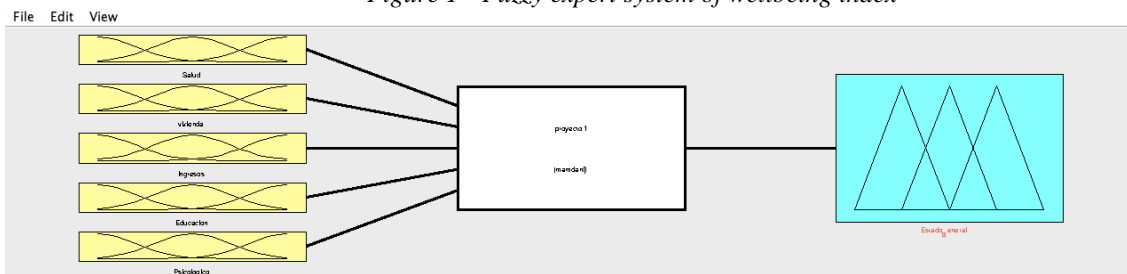 Figure 1 - Fuzzy expert system of wellbeing index
File Edit View
Salud
vivienda
Ingresos
Educacion
Psicologico
proyecto 1
(mamdani)
Estado_General